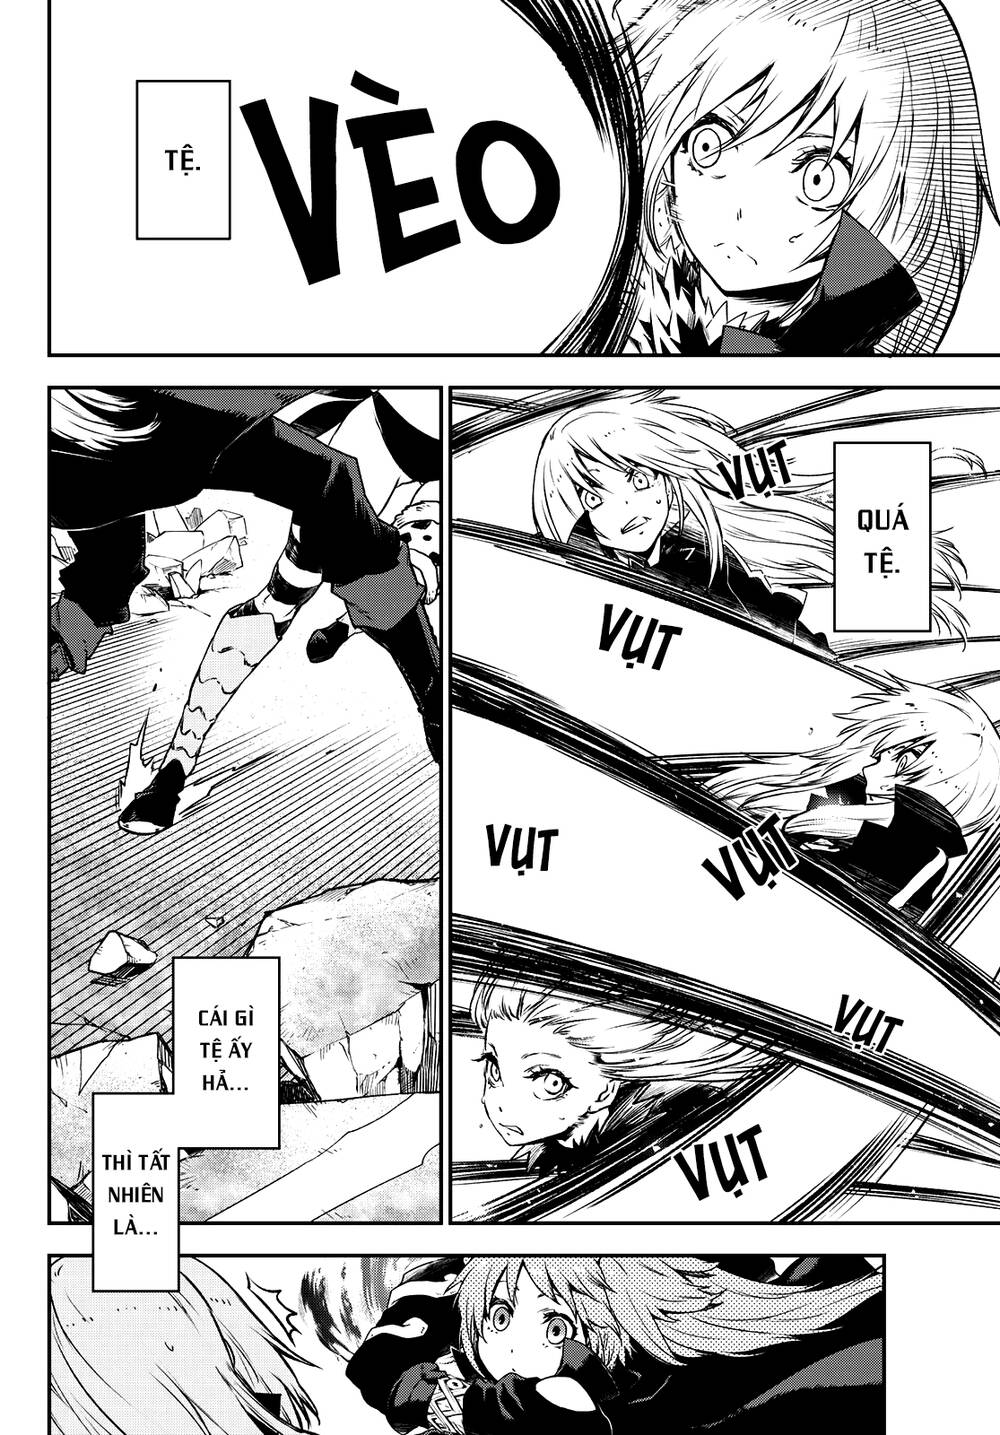 VÈO
TỆ.
VỤT
QUÁ
TỆ.
VỤT
VỤT
VỤT
VỤT
VỤT
CÁI GÌ
TỆ ẤY
HẢ...
THÌ TẤT
NHIÊN
LÀ...